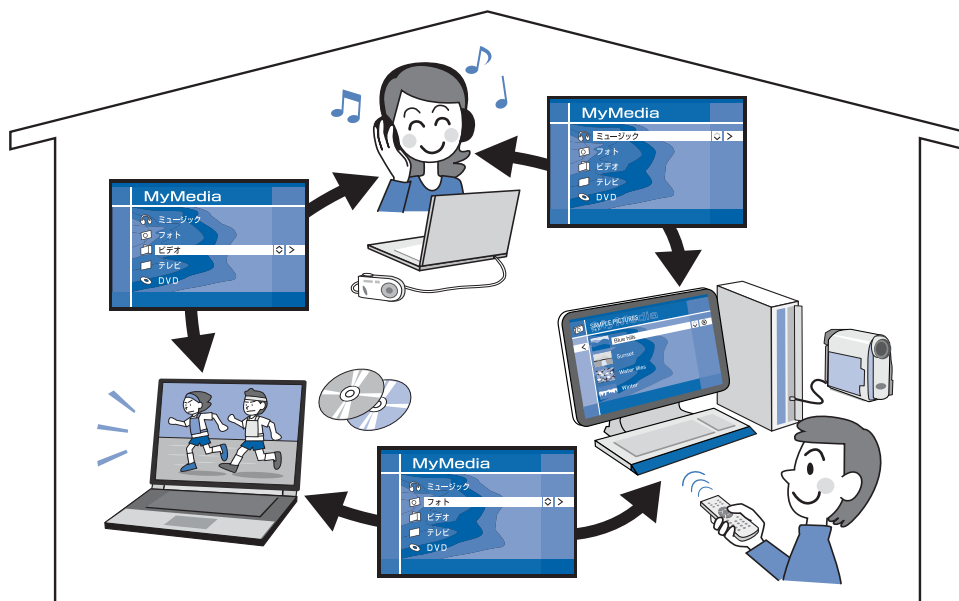 MyMedia
ミュージック
フォト
ビデオ
テレビ
DVD
MyMedia
ミュージック
フォト
ビデオ
テレビ
DVD
SAMPLE PICTURES
Blue hills
Sunset
Water lilies
Winter
MyMedia
ミュージック
フォト
ビデオ
テレビ
DVD